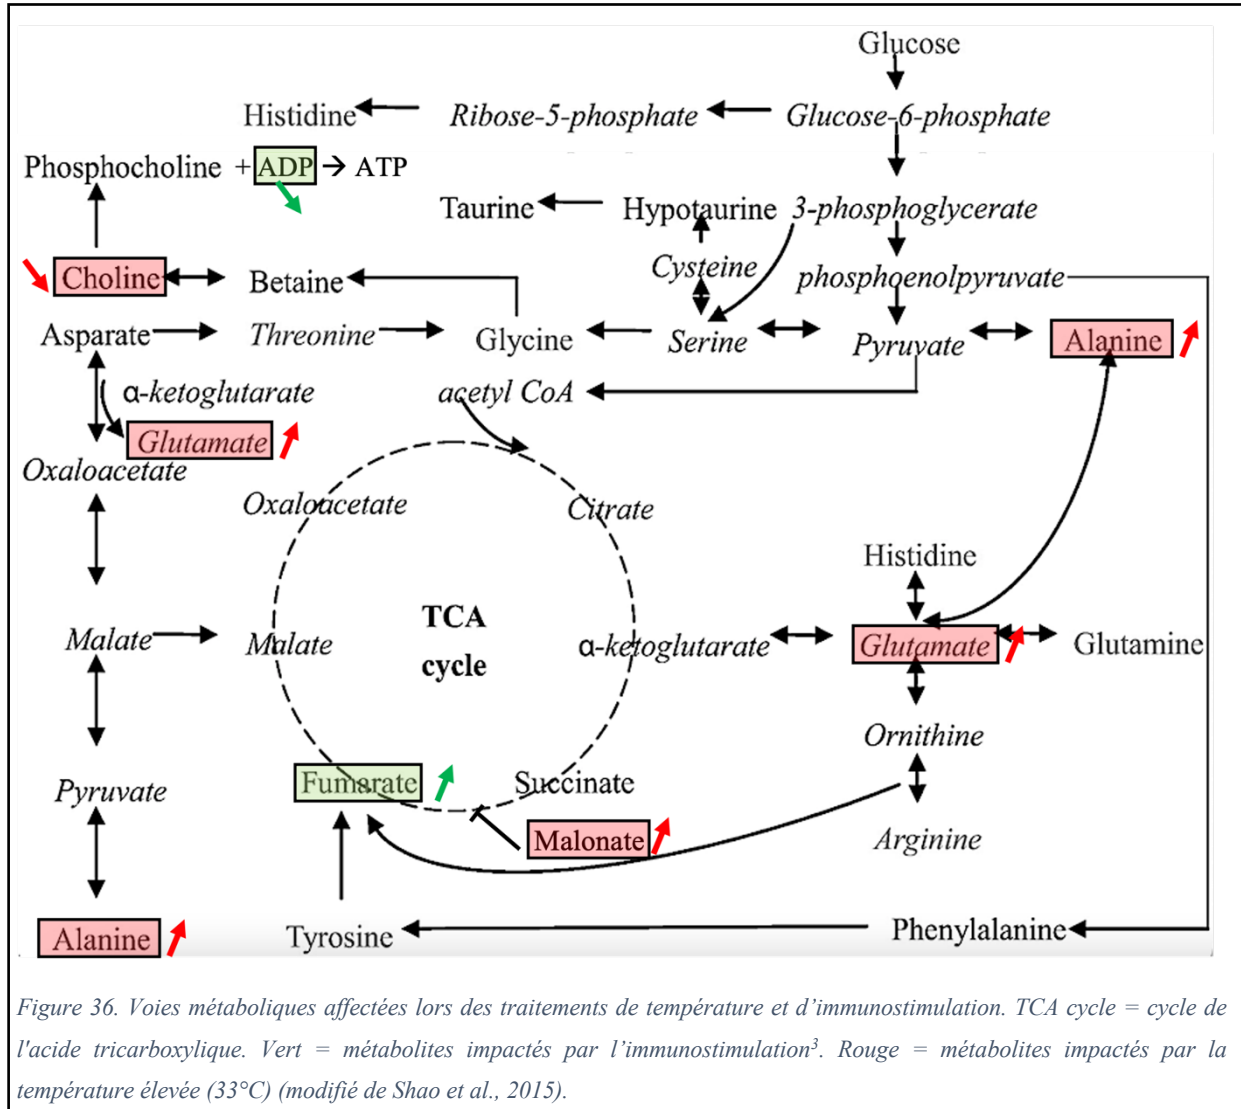 Glucose
Histidine Ribose-5-phosphate Glucose-6-phosphate
Phosphocholine + ADP → ATP
Taurine Hypotaurine 3-phosphoglycerate
Cysteine
Choline Betaine phosphoenolpyruvate
Asparate Threonine Glycine Serine Pyruvate Alanine
α-ketoglutarate acetyl CoA
Glutamate
Oxaloacetate
Oxaloacetate Citrate
Histidine
TCA
cycle
Malate Malate α-ketoglutarate Glutamate Glutamine
Ornithine
Pyruvate Fumarate Succinate
Malonate Arginine
Alanine Tyrosine Phenylalanine
Figure 36. Voies métaboliques affectées lors des traitements de température et d’immunostimulation. TCA cycle = cycle de
l'acide tricarboxylique. Vert = métabolites impactés par l’immunostimulation³. Rouge = métabolites impactés par la
température élevée (33°C) (modifié de Shao et al., 2015).